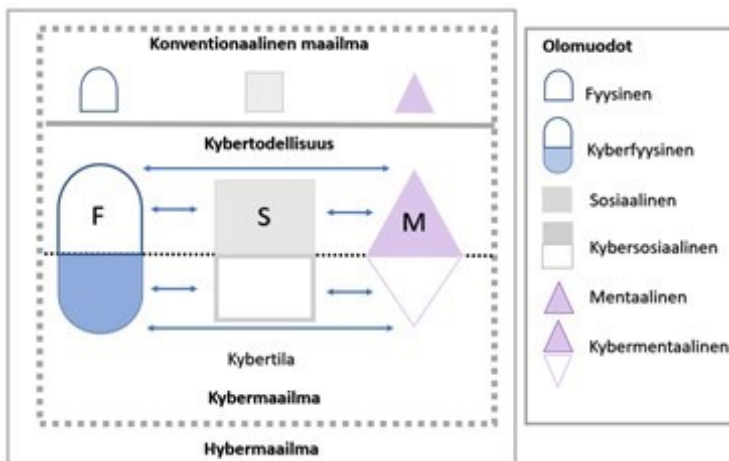 Konventionaalinen maailma
Kybertodellisuus
F
S
M
Kybertila
Kybermaailma
Hybermaailma
Olomuodot
Fyysinen
Kyberfyysinen
Sosiaalinen
Kybersosiaalinen
Mentaalinen
Kybermentaalinen